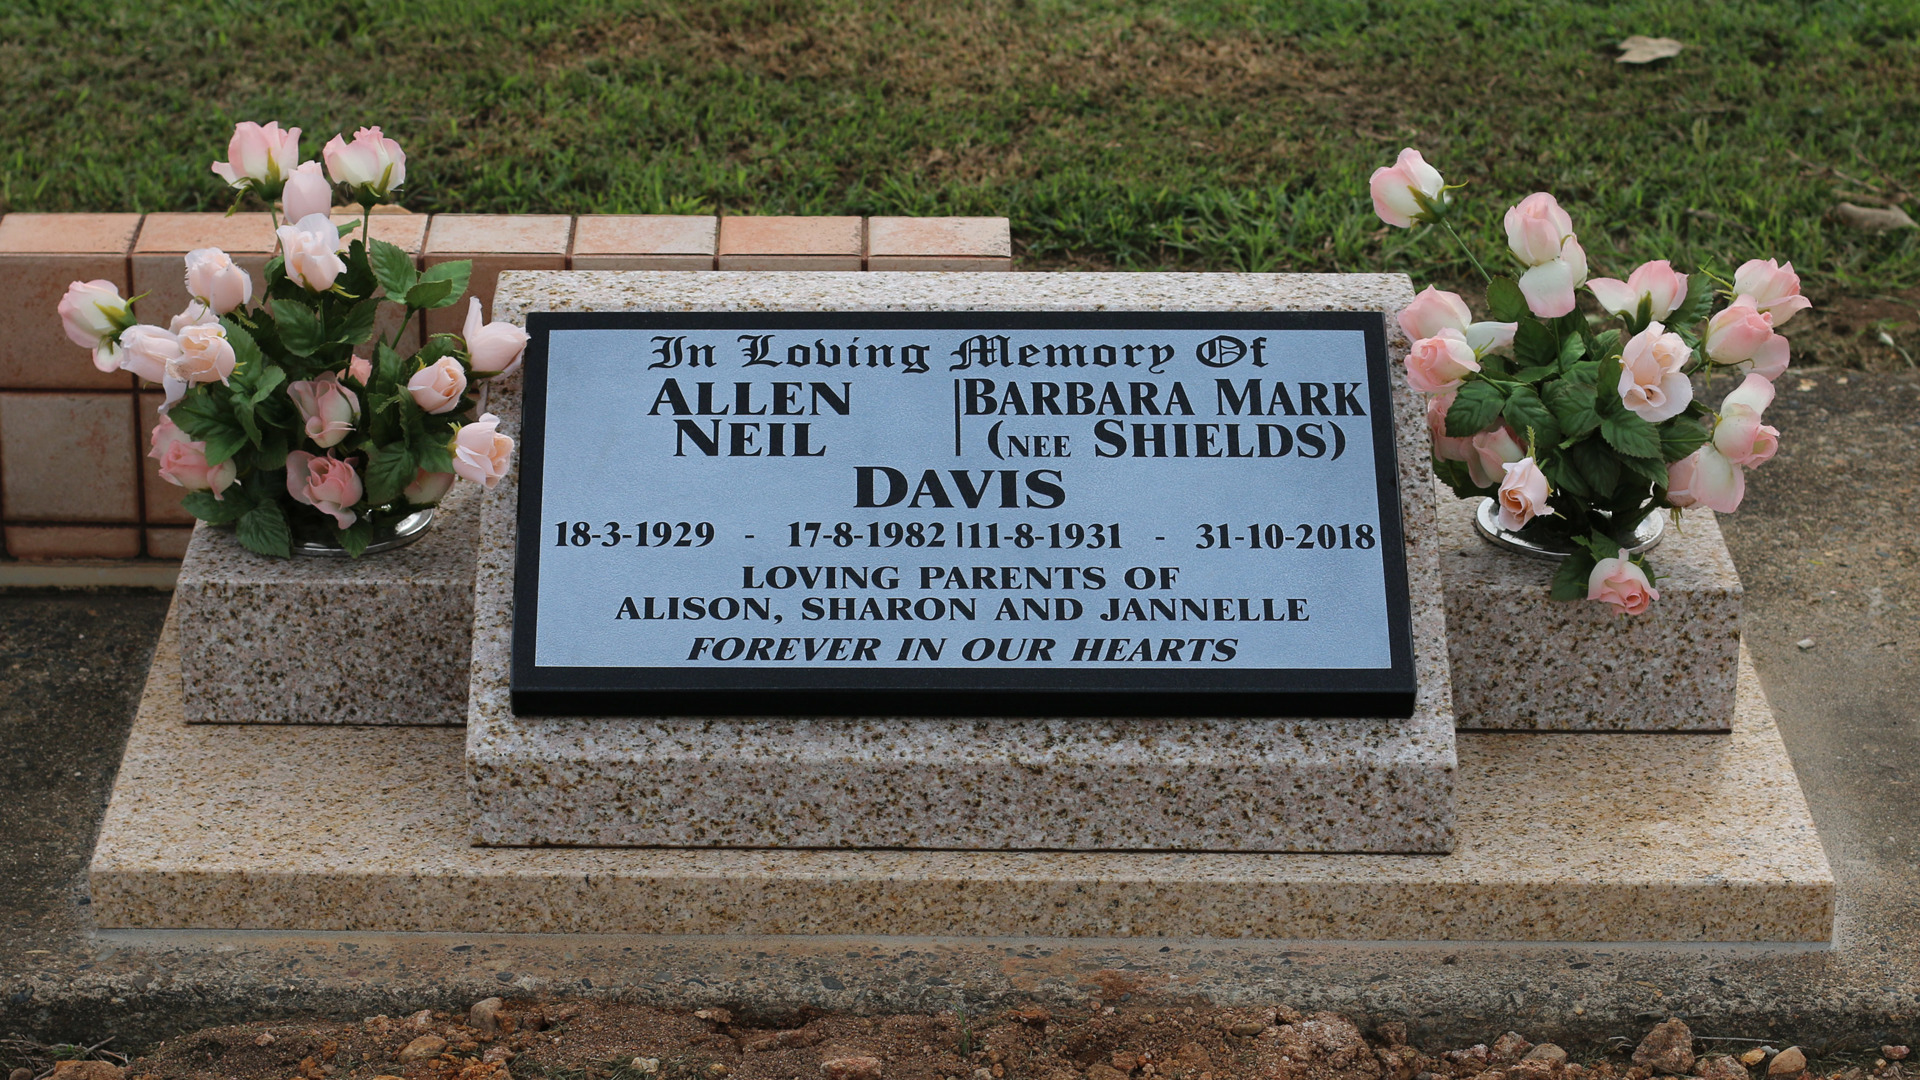 In Loving Memory Of
ALLEN | BARBARA MARK
NEIL | (NEE SHIELDS)
DAVIS
18-3-1929 - 17-8-1982 | 11-8-1931 - 31-10-2018
LOVING PARENTS OF
ALISON, SHARON AND JANNELLE
FOREVER IN OUR HEARTS